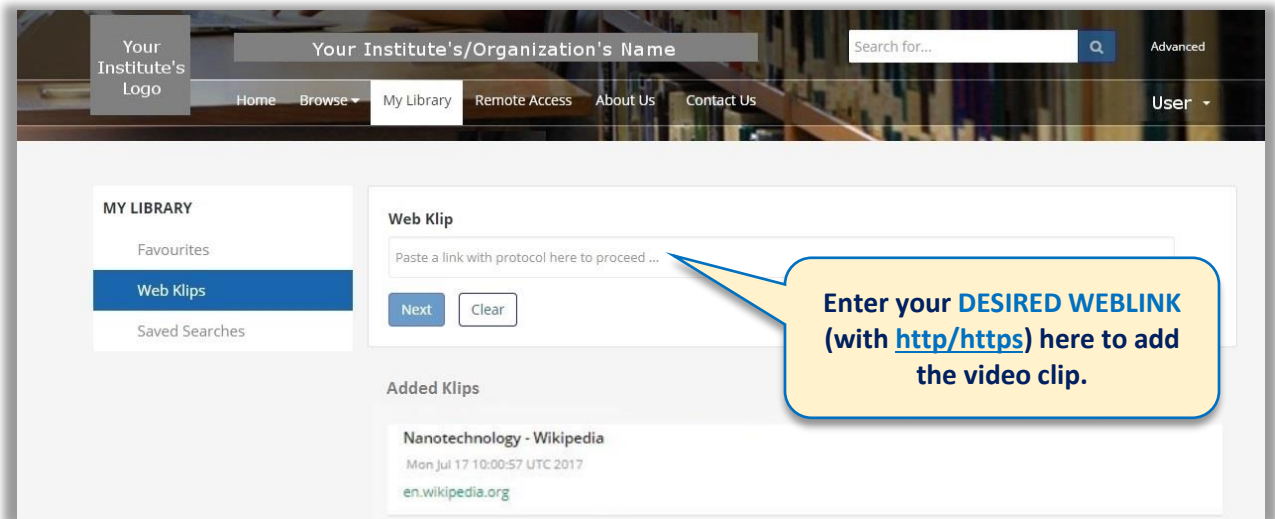 Your
Institute's
Logo
Your Institute's/Organization's Name
Search for...
Advanced
Home Browse My Library Remote Access About Us Contact Us
User
MY LIBRARY
Favourites
Web Klips
Saved Searches
Web Klip
Paste a link with protocol here to proceed ...
Next Clear
Enter your DESIRED WEBLINK
(with http/https) here to add
the video clip.
Added Klips
Nanotechnology - Wikipedia
Mon Jul 17 10:00:57 UTC 2017
en.wikipedia.org